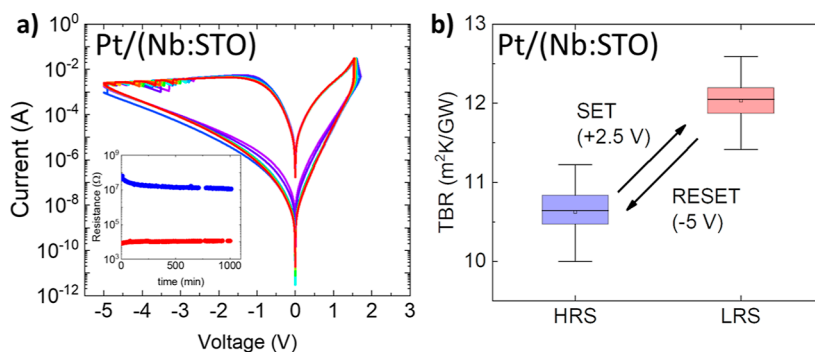 a)
Pt/(Nb:STO)
10^0
10^-2
10^-4
10^-6
10^-8
10^-10
10^-12
Current (A)
-5 -4 -3 -2 -1 0 1 2 3
Voltage (V)
10^9
10^7
10^5
10^3
Resistance (Ω)
0 500 1000
time (min)
b)
Pt/(Nb:STO)
13
12
11
10
9
TBR (m²K/GW)
SET
(+2.5 V)
RESET
(-5 V)
HRS LRS